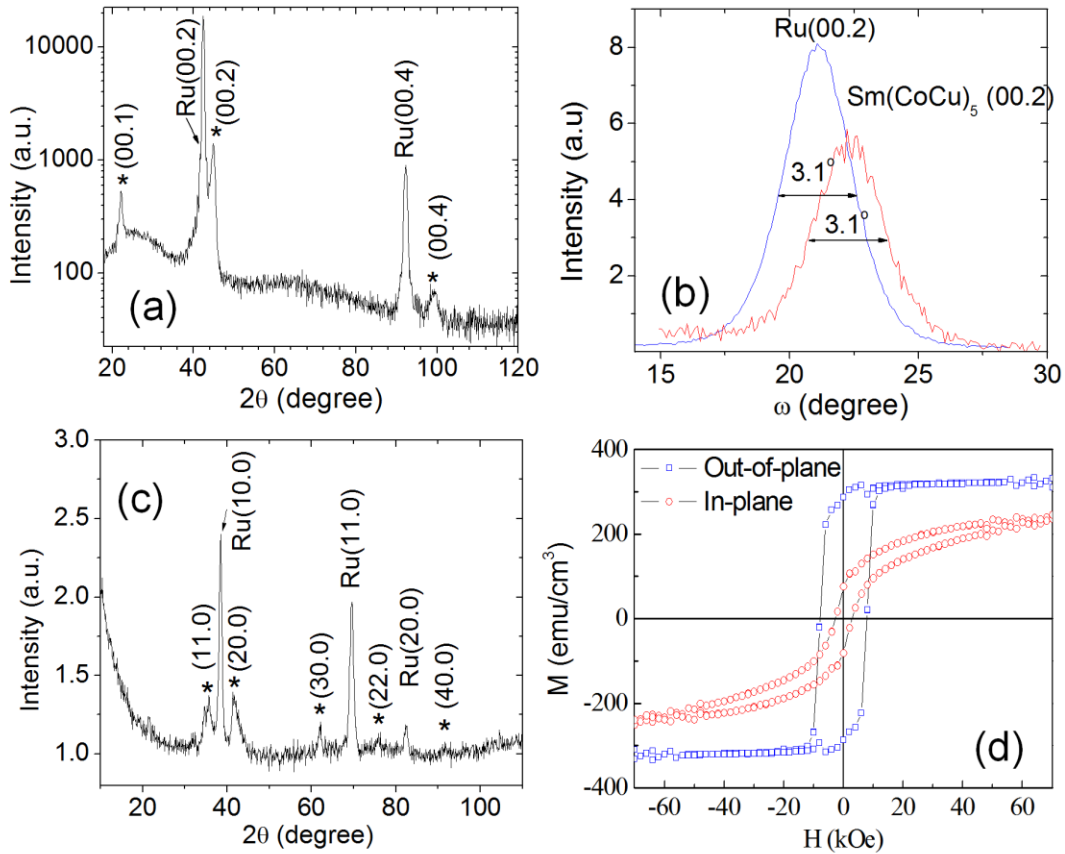 10000
1000
100
Intensity (a.u.)
* (00.1)
Ru(00.2)
* (00.2)
Ru(00.4)
* (00.4)
(a)
20 40 60 80 100 120
2θ (degree)
8
6
4
2
Intensity (a.u)
Ru(00.2)
Sm(CoCu)5 (00.2)
3.1°
3.1°
(b)
15 20 25 30
ω (degree)
3.0
2.5
2.0
1.5
1.0
Intensity (a.u.)
(c)
* (11.0)
Ru(10.0)
* (20.0)
* (30.0)
Ru(11.0)
* (22.0)
Ru(20.0)
* (40.0)
20 40 60 80 100
2θ (degree)
400
200
0
-200
-400
M (emu/cm³)
Out-of-plane
In-plane
(d)
-60 -40 -20 0 20 40 60
H (kOe)